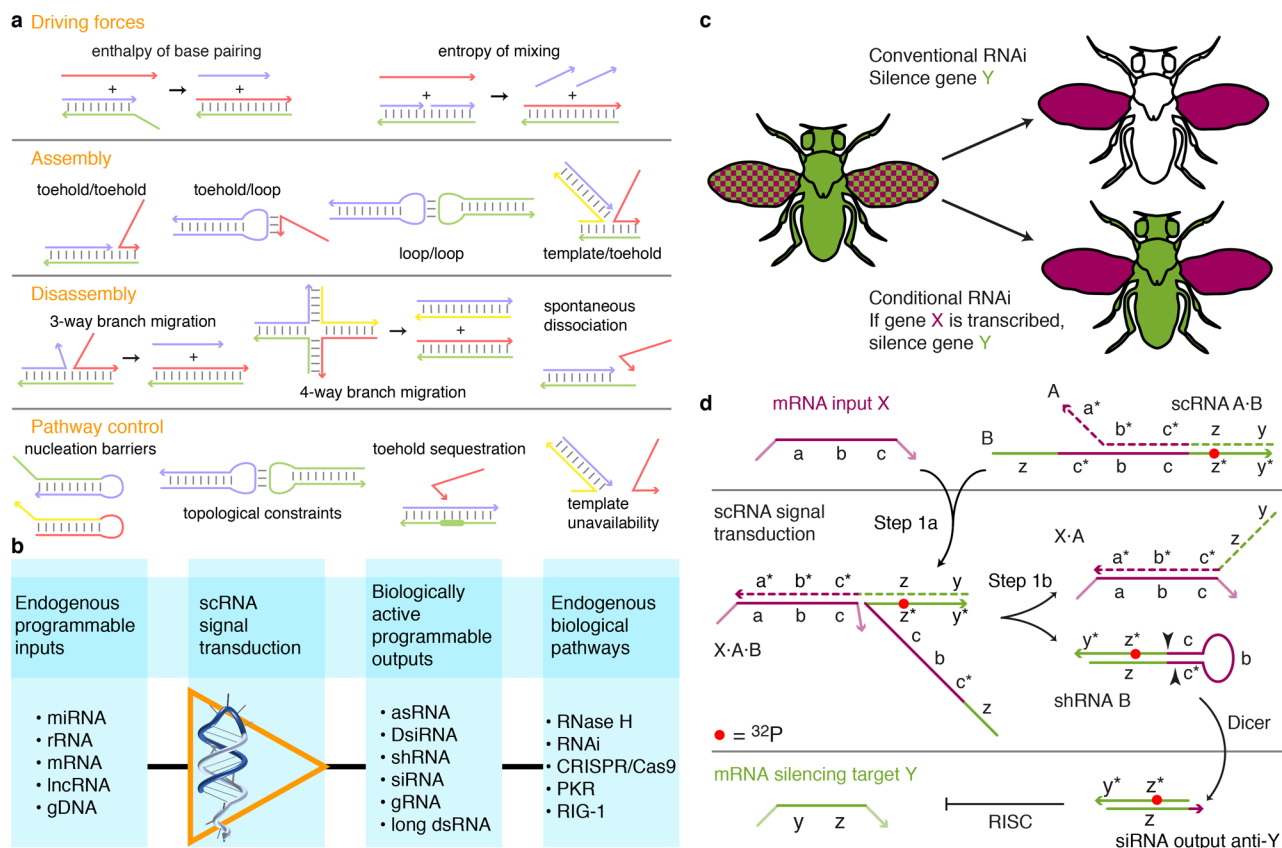 a Driving forces
enthalpy of base pairing
entropy of mixing
+ → +
+ → +
Assembly
toehold/toehold
toehold/loop
loop/loop
template/toehold
Disassembly
3-way branch migration
→ +
4-way branch migration
→ +
spontaneous
dissociation
Pathway control
nucleation barriers
topological constraints
toehold sequestration
template
unavailability
b
Endogenous
programmable
inputs
• miRNA
• rRNA
• mRNA
• lncRNA
• gDNA
scRNA
signal
transduction
Biologically
active
programmable
outputs
• asRNA
• DsiRNA
• shRNA
• siRNA
• gRNA
• long dsRNA
Endogenous
biological
pathways
• RNase H
• RNAi
• CRISPR/Cas9
• PKR
• RIG-1
c
Conventional RNAi
Silence gene Y
Conditional RNAi
If gene X is transcribed,
silence gene Y
d
mRNA input X
a b c
A
scRNA A·B
a*
b* c* z y
B
z c* b c z* y*
scRNA signal
transduction
Step 1a
a* b* c* z y
a b c z* y*
c
b
c*
z
X·A·B
= ³²P
Step 1b
X·A
y
z
a* b* c*
a b c
y* z* c
z c*
b
shRNA B
Dicer
mRNA silencing target Y
y z
RISC
y* z*
z
siRNA output anti-Y